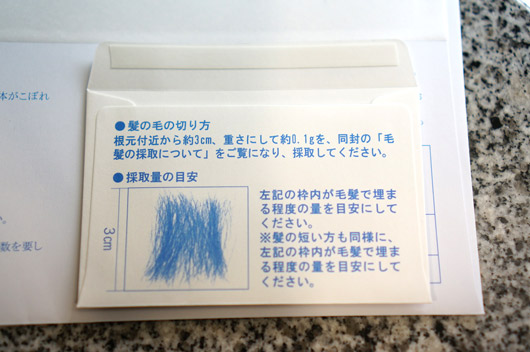 本がこぼれ
● 髪の毛の切り方
根元付近から約3cm、重さにして約0.1gを、同封の「毛
髪の採取について」をご覧になり、採取してください。
● 採取量の目安
3cm
左記の枠内が毛髪で埋ま
る程度の量を目安にして
ください。
※髪の短い方も同様に、
左記の枠内が毛髪で埋ま
る程度の量を目安にして
ください。
数を要し